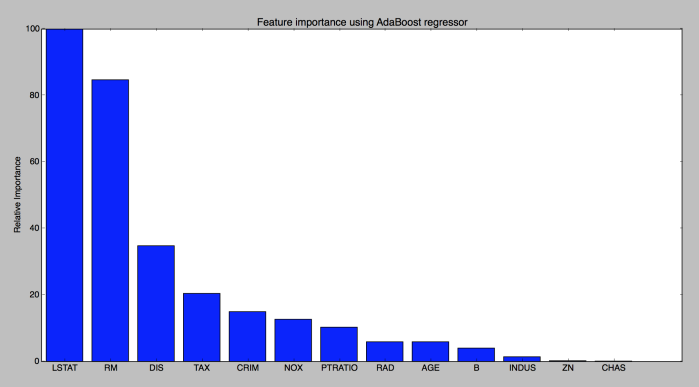 Feature importance using AdaBoost regressor
Relative Importance
100
80
60
40
20
0
LSTAT RM DIS TAX CRIM NOX PTRATIO RAD AGE B INDUS ZN CHAS